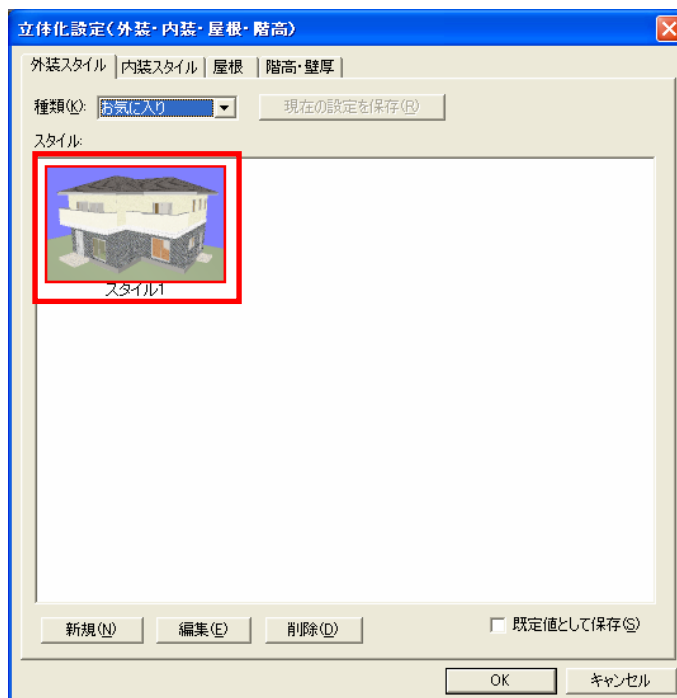 立体化設定(外装・内装・屋根・階高)
外装スタイル 内装スタイル 屋根 階高・壁厚
種類(K): お気に入り 現在の設定を保存(R)
スタイル:
スタイル1
新規(N) 編集(E) 削除(D) 既定値として保存(S)
OK キャンセル